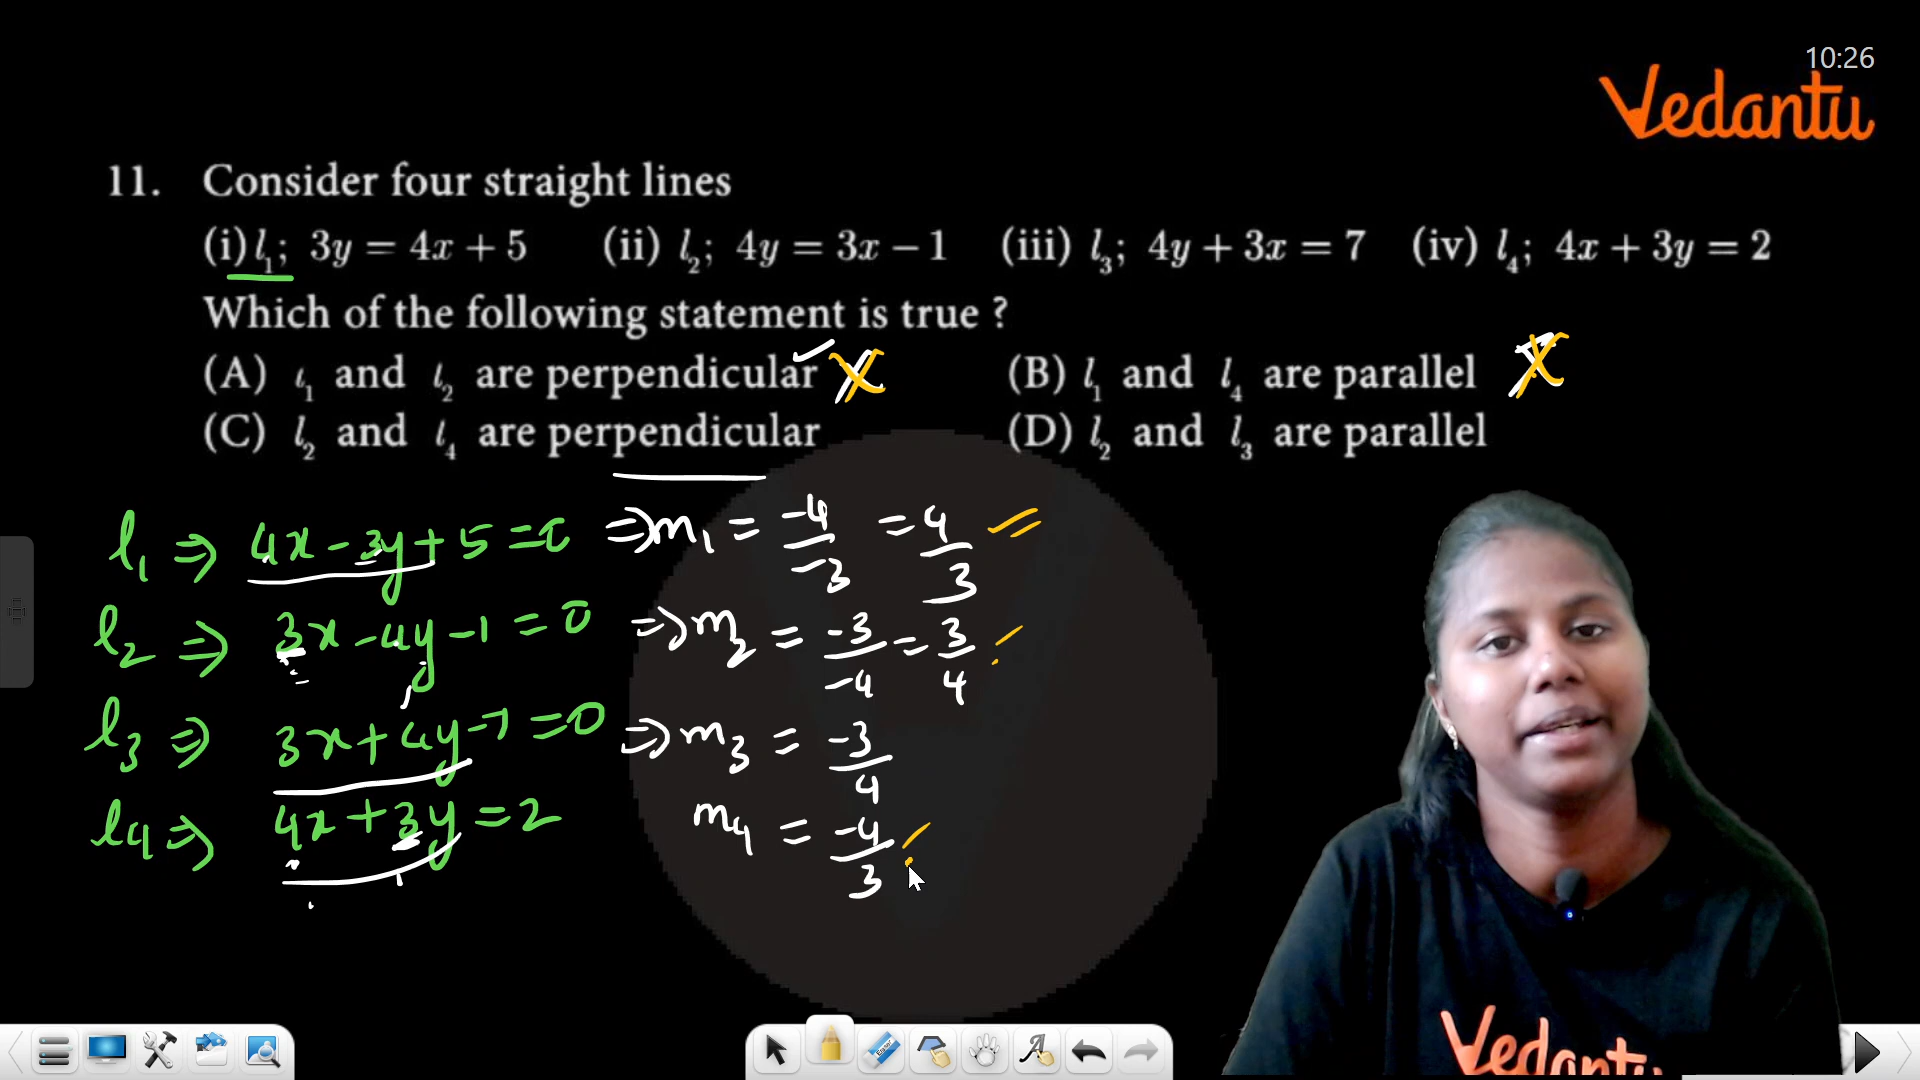 10:26
Vedantu
11. Consider four straight lines
(i) l₁; 3y = 4x + 5 (ii) l₂; 4y = 3x − 1 (iii) l₃; 4y + 3x = 7 (iv) l₄; 4x + 3y = 2
Which of the following statement is true ?
(A) l₁ and l₂ are perpendicular (B) l₁ and l₄ are parallel
(C) l₂ and l₄ are perpendicular (D) l₂ and l₃ are parallel
l₁ ⇒ 4x − 3y + 5 = 0 ⇒ m₁ = −4/−3 = 4/3
l₂ ⇒ 3x − 4y − 1 = 0 ⇒ m₂ = −3/−4 = 3/4
l₃ ⇒ 3x + 4y − 7 = 0 ⇒ m₃ = −3/4
l₄ ⇒ 4x + 3y = 2 m₄ = −4/3
Vedantu